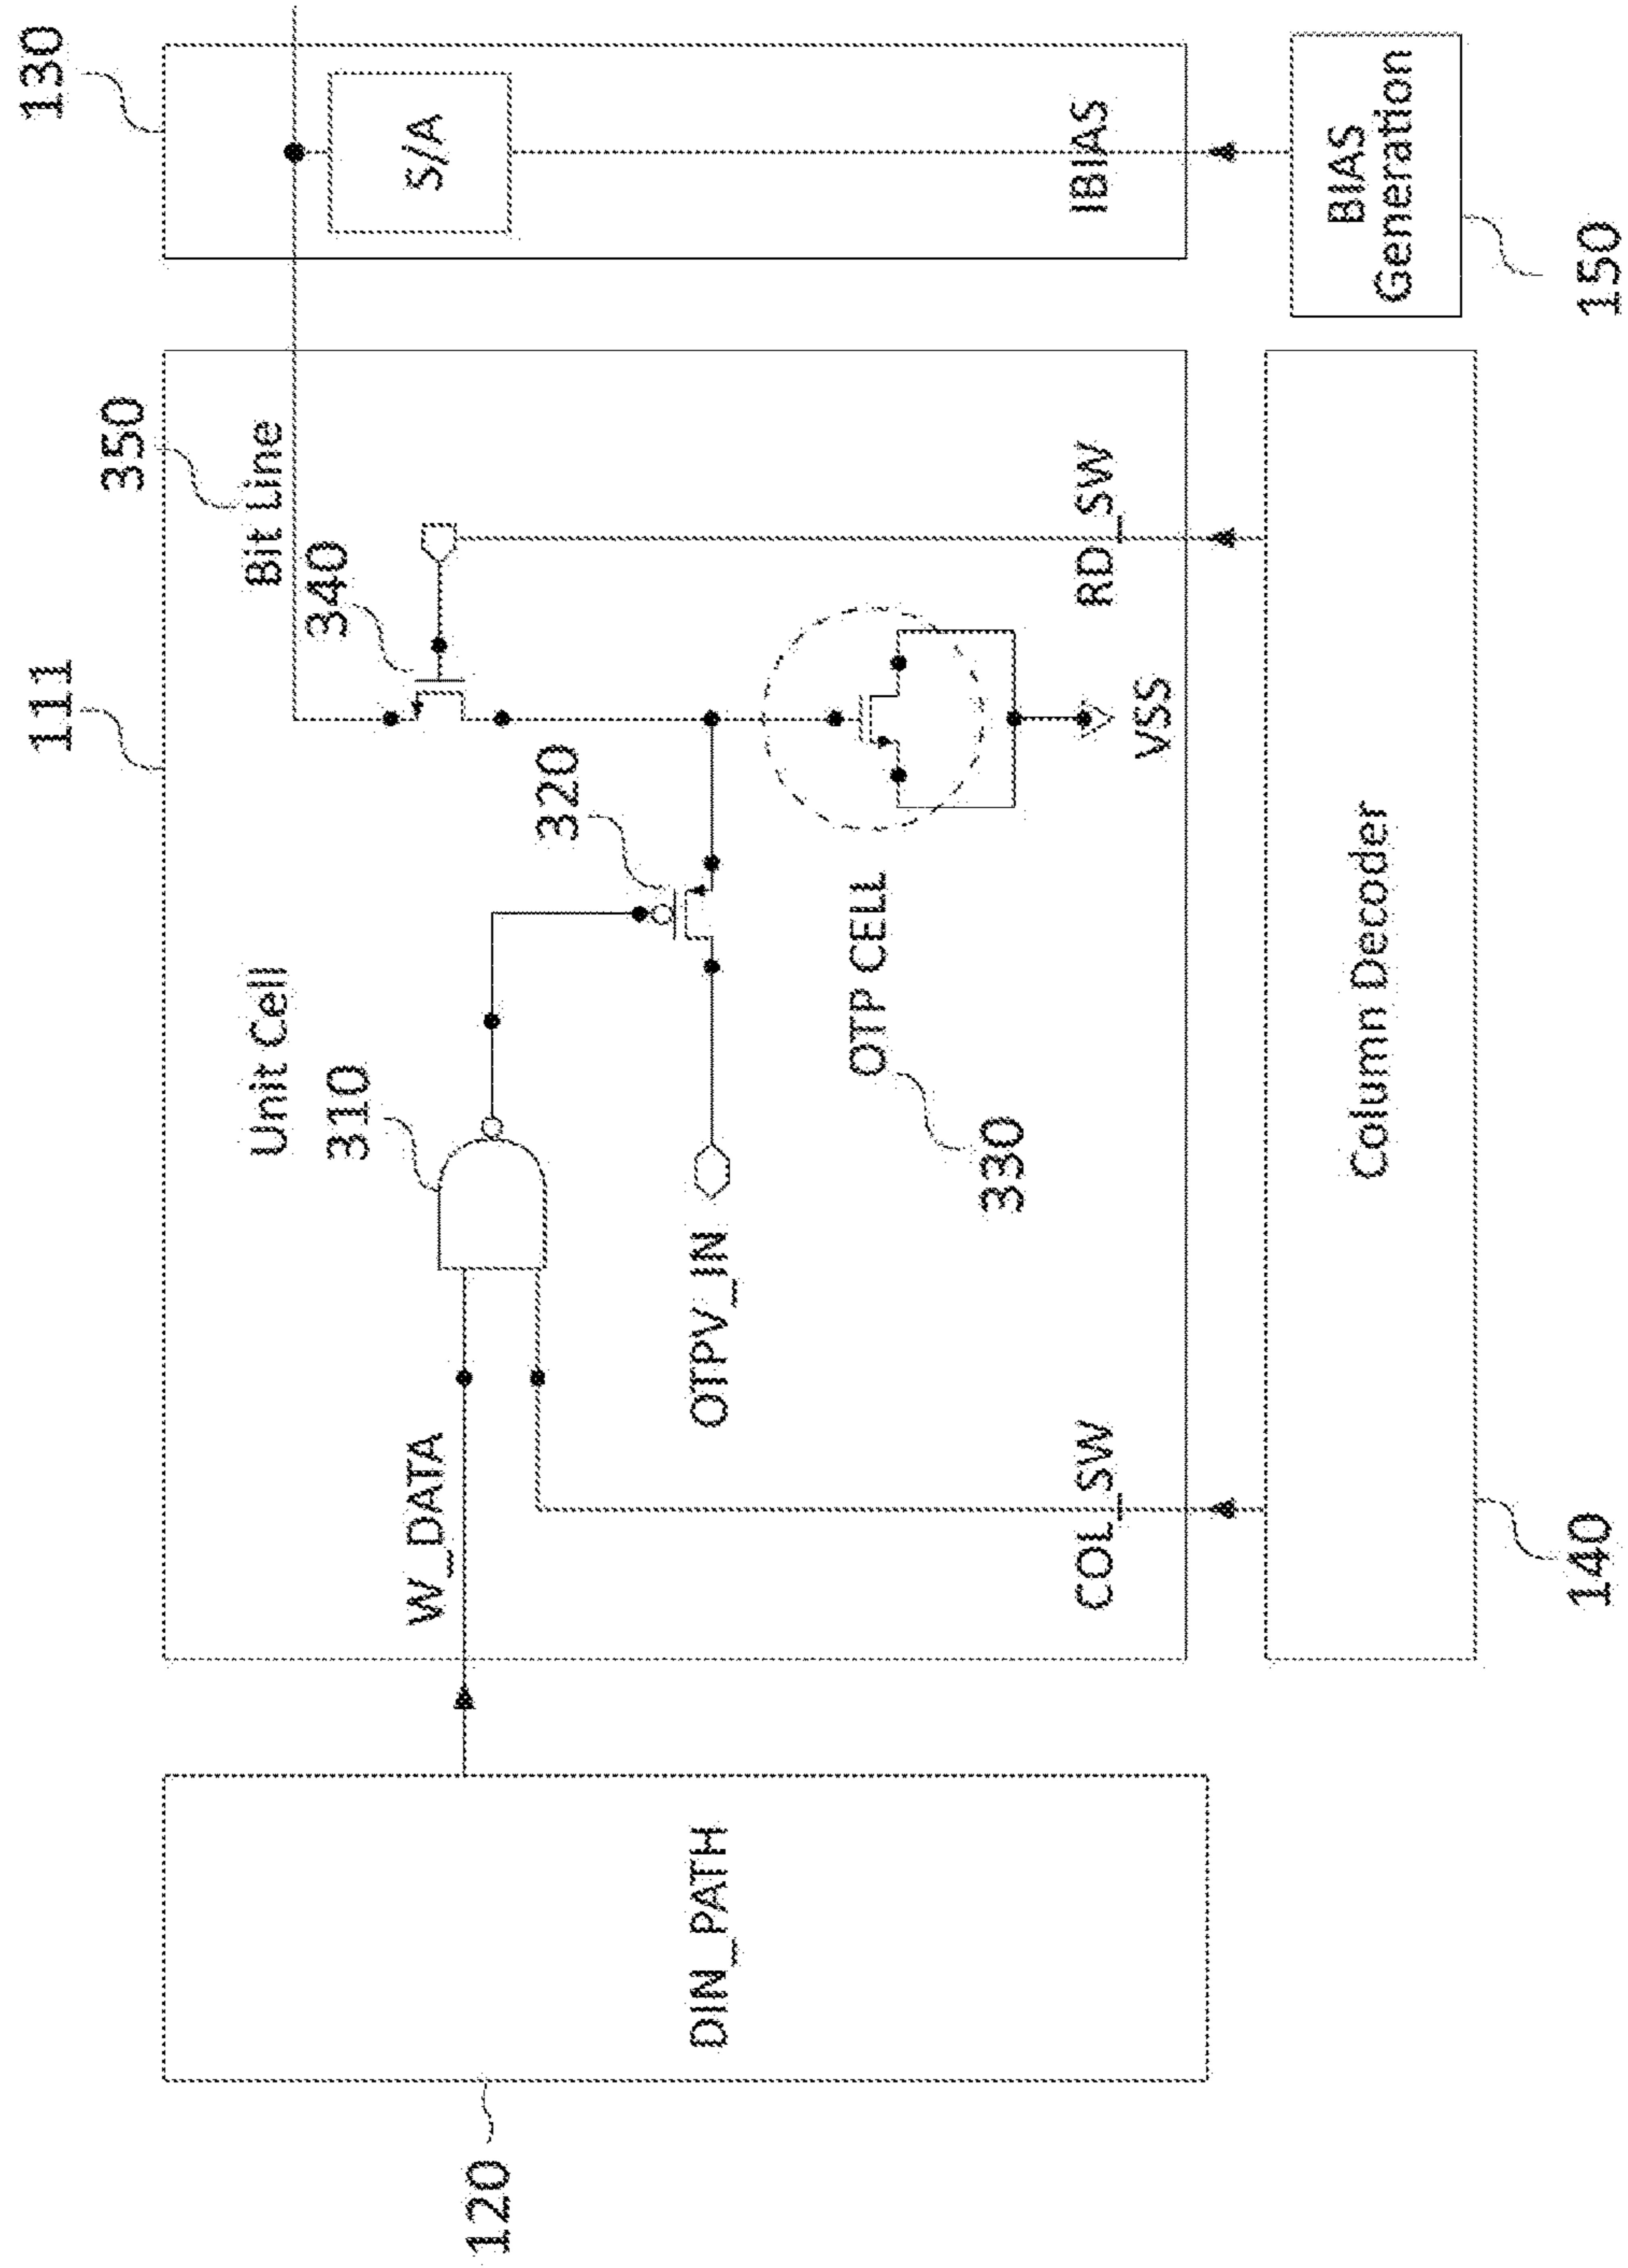 120
DIN_PATH
111
Unit Cell
W_DATA
310
320
340
Bit Line
350
OTPV_IN
OTP CELL
330
VSS
COL_SW
RD_SW
Column Decoder
140
130
S/A
IBIAS
BIAS
Generation
150